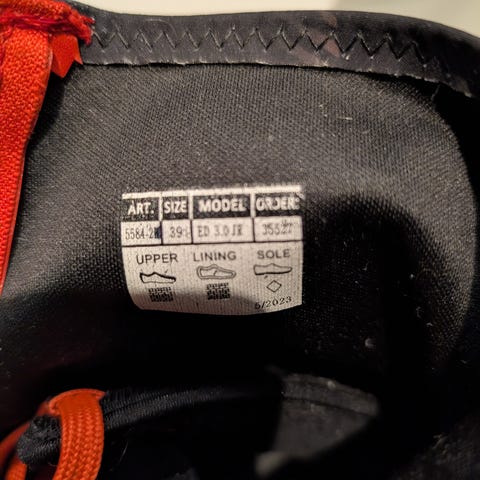 ART. SIZE MODEL ORDER:
39 ED 3.0 JR
UPPER LINING SOLE
5/2023